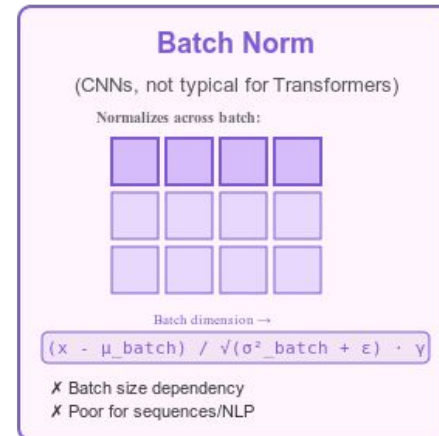 Batch Norm
(CNNs, not typical for Transformers)
Normalizes across batch:
Batch dimension →
(x - μ_batch) / √(σ²_batch + ε) · γ
✗ Batch size dependency
✗ Poor for sequences/NLP